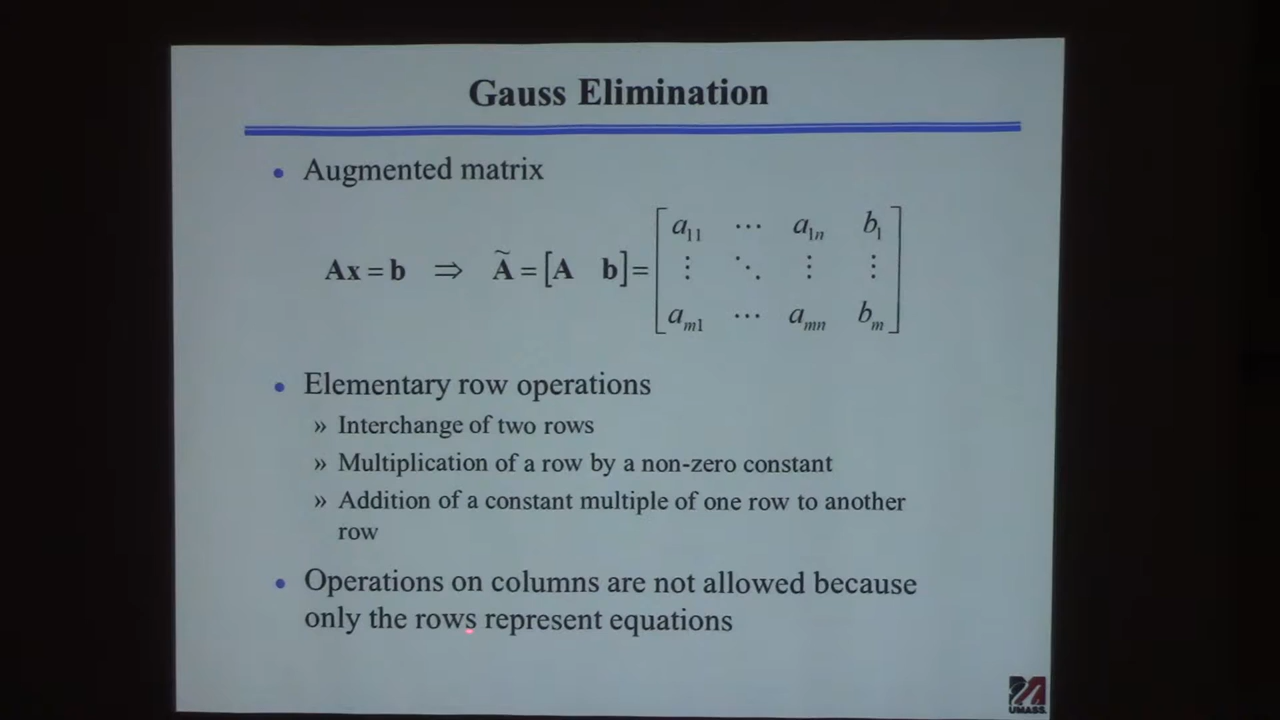 Gauss Elimination
• Augmented matrix
Ax = b ⇒ Ã = [A b] =
a₁₁ ⋯ a₁ₙ b₁
⋮ ⋱ ⋮ ⋮
aₘ₁ ⋯ aₘₙ bₘ
• Elementary row operations
» Interchange of two rows
» Multiplication of a row by a non-zero constant
» Addition of a constant multiple of one row to another
row
• Operations on columns are not allowed because
only the rows represent equations
UMASS